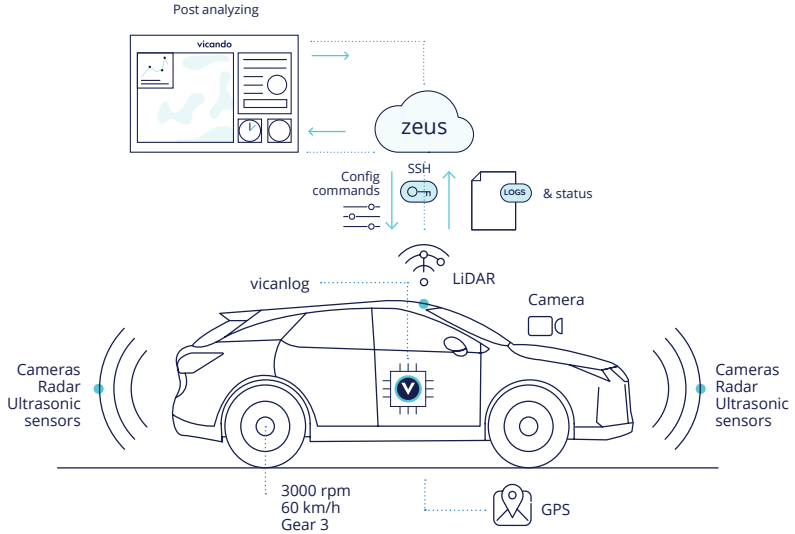 Post analyzing
vicando
zeus
SSH
Config
commands
LOGS
& status
vicanlog
LiDAR
Camera
Cameras
Radar
Ultrasonic
sensors
Cameras
Radar
Ultrasonic
sensors
3000 rpm
60 km/h
Gear 3
GPS